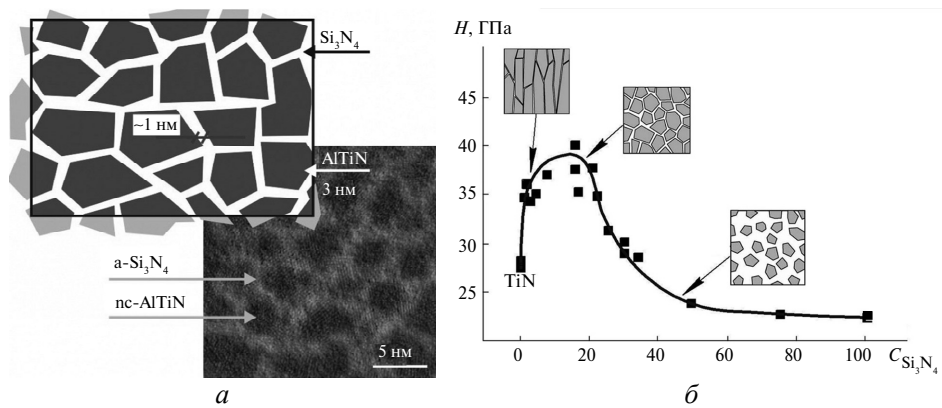 Si₃N₄
~1 нм
AlTiN
3 нм
a-Si₃N₄
nc-AlTiN
5 нм
а
H, ГПа
45
40
35
30
25
TiN
0
20
40
60
80
100
C Si₃N₄
б